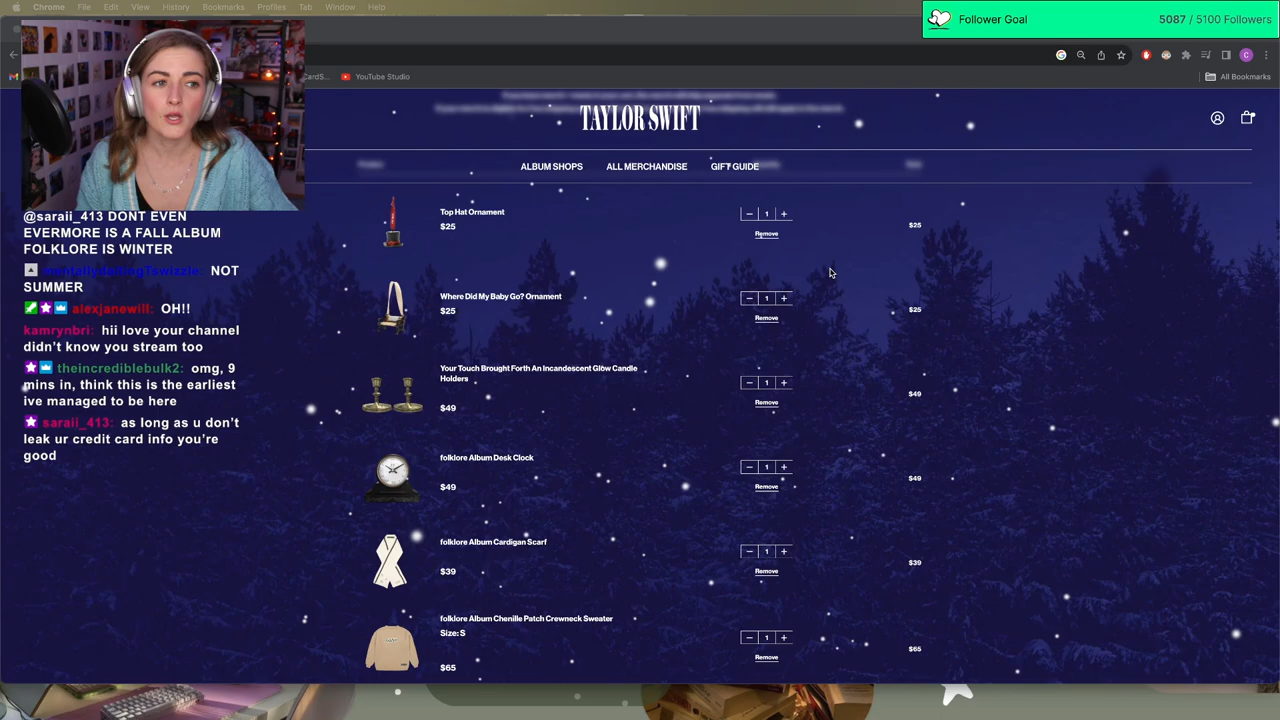 Chrome File Edit View History Bookmarks Profiles Tab Window Help
Follower Goal 5087 / 5100 Followers
CardS... YouTube Studio All Bookmarks
TAYLOR SWIFT
ALBUM SHOPS ALL MERCHANDISE GIFT GUIDE
Top Hat Ornament
$25
1
Remove
$25
Where Did My Baby Go? Ornament
$25
1
Remove
$25
Your Touch Brought Forth An Incandescent Glow Candle
Holders
$49
1
Remove
$49
folklore Album Desk Clock
$49
1
Remove
$49
folklore Album Cardigan Scarf
$39
1
Remove
$39
folklore Album Chenille Patch Crewneck Sweater
Size: S
$65
1
Remove
$65
@saraii_413 DONT EVEN
EVERMORE IS A FALL ALBUM
FOLKLORE IS WINTER
NOT
SUMMER
alexjanewill: OH!!
kamrynbri: hii love your channel
didn't know you stream too
theincrediblebulk2: omg, 9
mins in, think this is the earliest
ive managed to be here
saraii_413: as long as u don't
leak ur credit card info you're
good